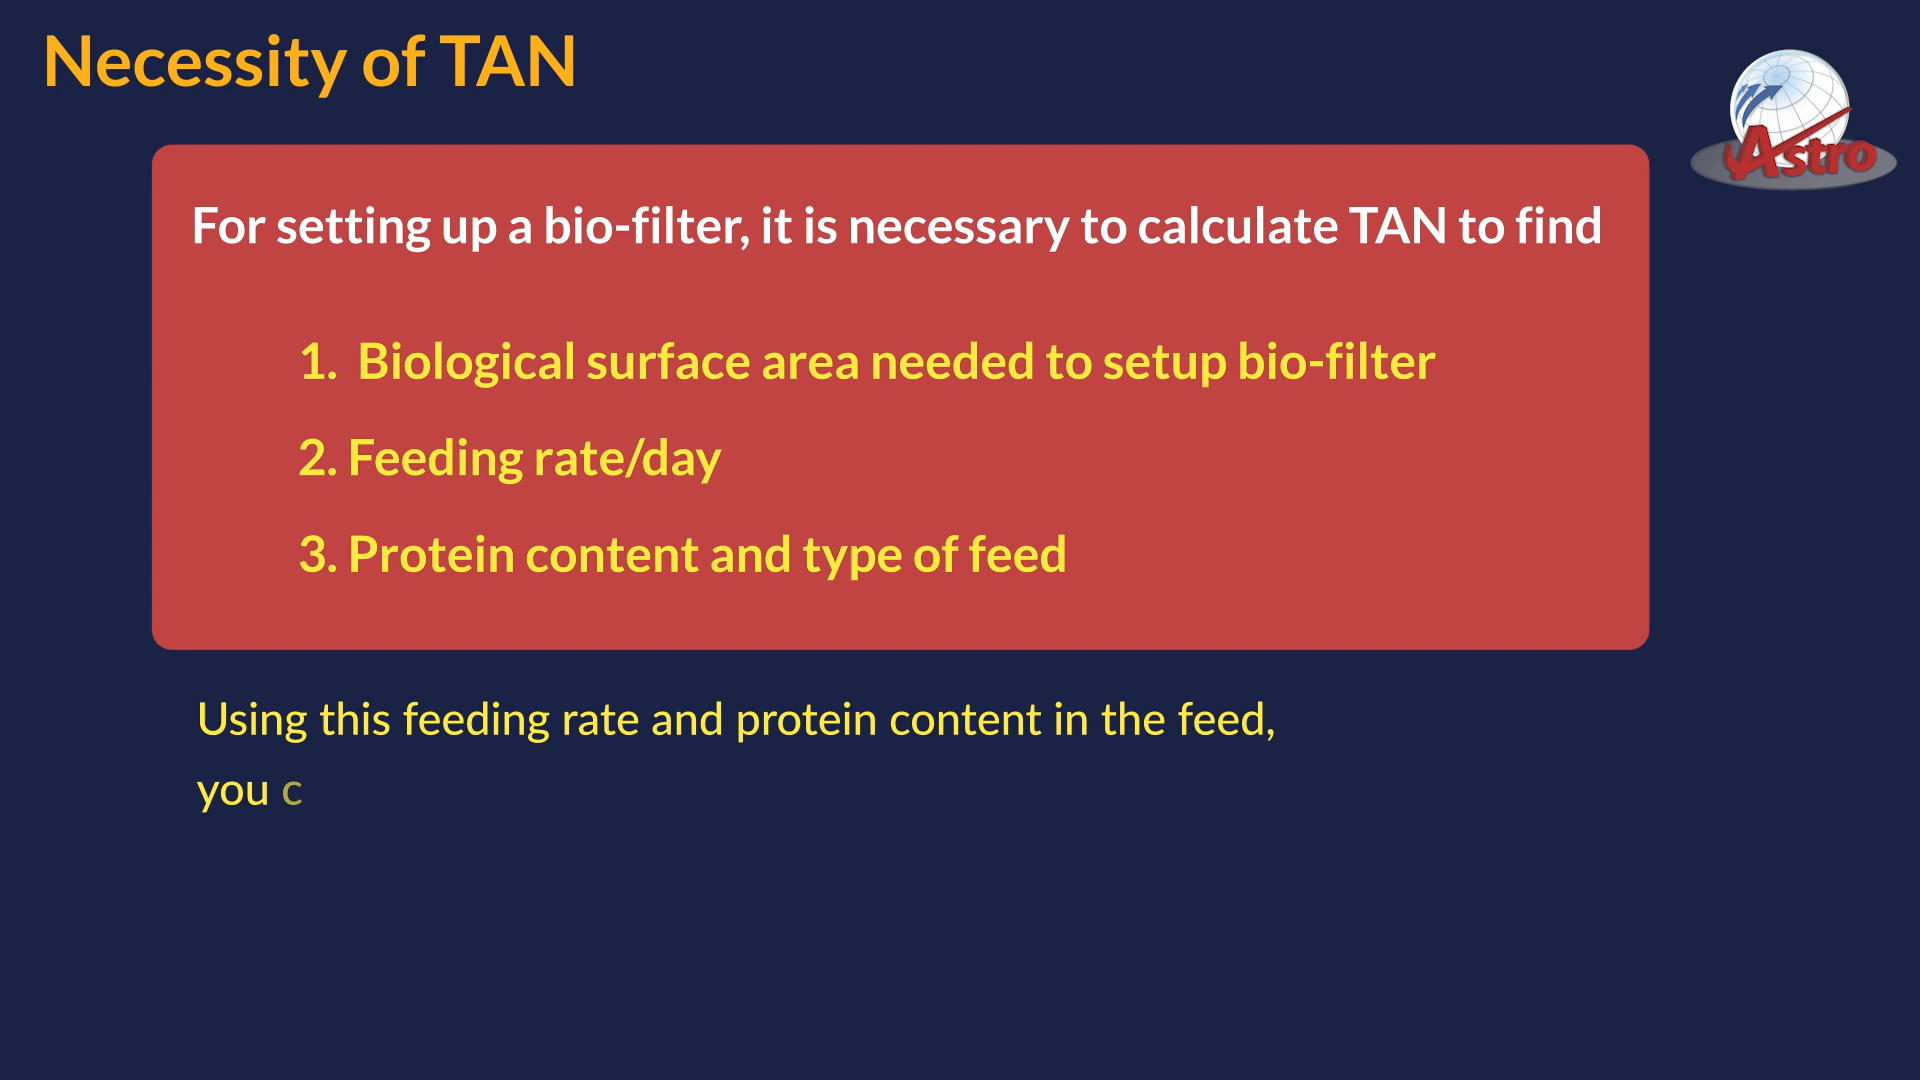 Necessity of TAN
Astro
For setting up a bio-filter, it is necessary to calculate TAN to find
1. Biological surface area needed to setup bio-filter
2. Feeding rate/day
3. Protein content and type of feed
Using this feeding rate and protein content in the feed,
you c